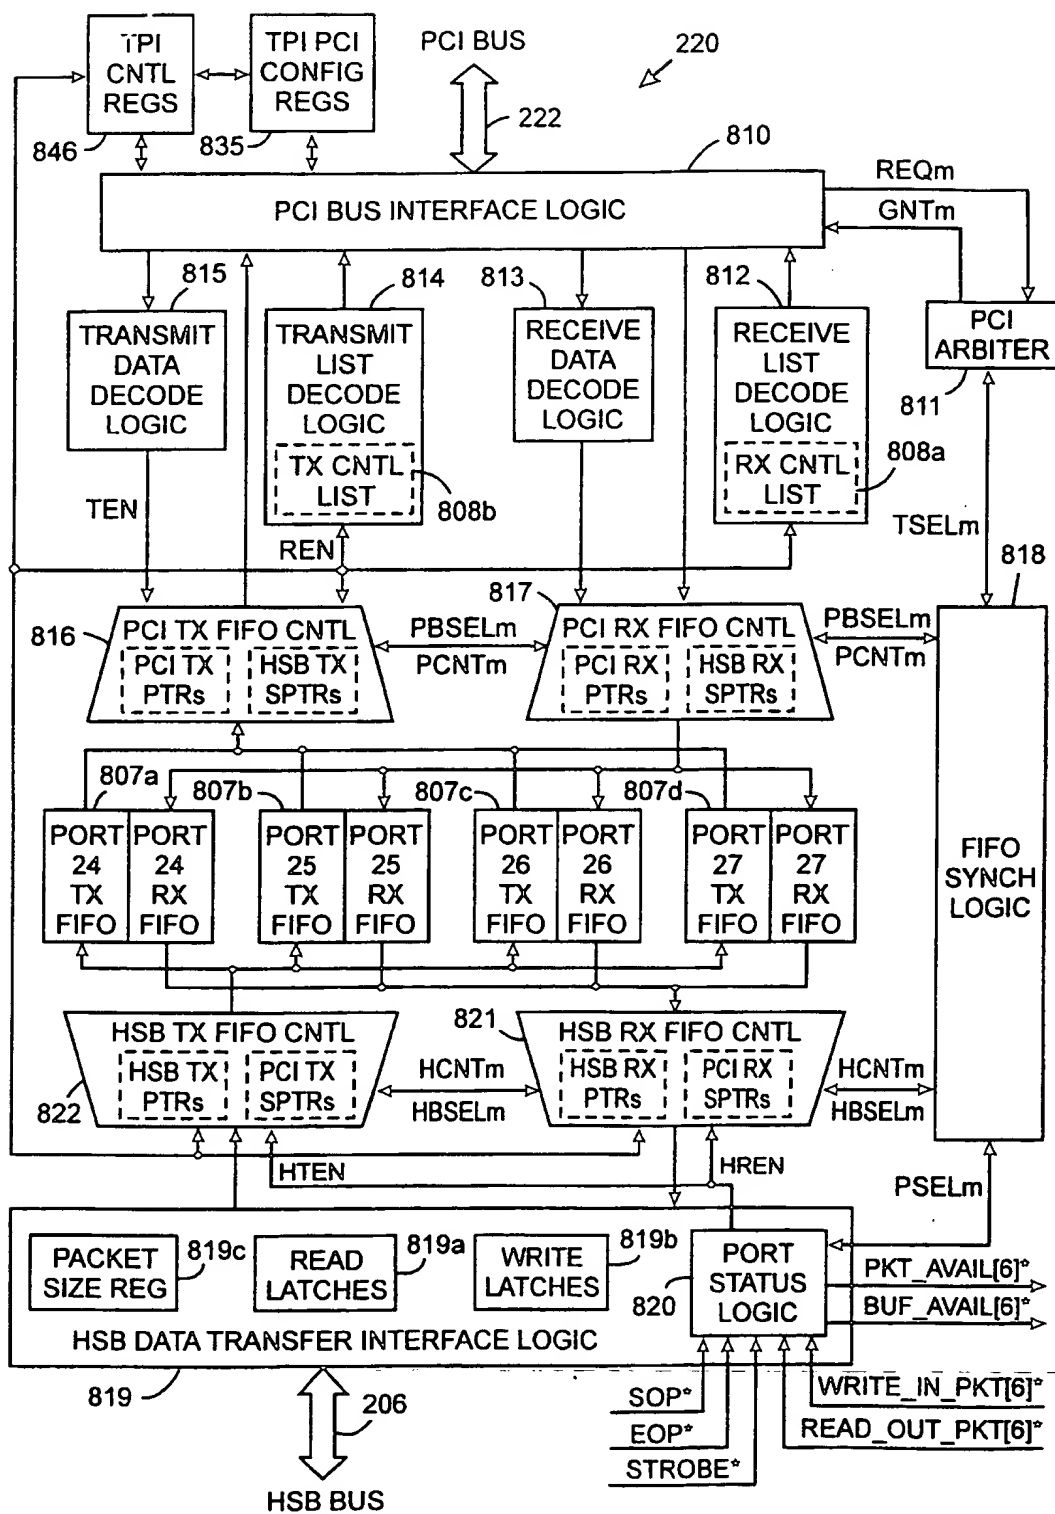 TPI
CNTL
REGS
TPI PCI
CONFIG
REGS
PCI BUS
220
846
835
222
810
PCI BUS INTERFACE LOGIC
REQm
GNTm
815
814
813
812
TRANSMIT
DATA
DECODE
LOGIC
TRANSMIT
LIST
DECODE
LOGIC
TX CNTL
LIST
RECEIVE
DATA
DECODE
LOGIC
RECEIVE
LIST
DECODE
LOGIC
RX CNTL
LIST
PCI
ARBITER
811
808a
808b
TEN
REN
TSELm
818
816
817
PCI TX FIFO CNTL
PCI TX
PTRs
HSB TX
SPTRs
PBSELm
PCNTm
PCI RX FIFO CNTL
PCI RX
PTRs
HSB RX
SPTRs
PBSELm
PCNTm
807a
807b
807c
807d
PORT
24
TX
FIFO
PORT
24
RX
FIFO
PORT
25
TX
FIFO
PORT
25
RX
FIFO
PORT
26
TX
FIFO
PORT
26
RX
FIFO
PORT
27
TX
FIFO
PORT
27
RX
FIFO
FIFO
SYNCH
LOGIC
821
HSB TX FIFO CNTL
HSB TX
PTRs
PCI TX
SPTRs
822
HCNTm
HBSELm
HSB RX FIFO CNTL
HSB RX
PTRs
PCI RX
SPTRs
HCNTm
HBSELm
HTEN
HREN
PSELm
PACKET
SIZE REG
819c
READ
LATCHES
819a
WRITE
LATCHES
819b
820
PORT
STATUS
LOGIC
PKT_AVAIL[6]*
BUF_AVAIL[6]*
HSB DATA TRANSFER INTERFACE LOGIC
819
206
SOP*
EOP*
STROBE*
WRITE_IN_PKT[6]*
READ_OUT_PKT[6]*
HSB BUS